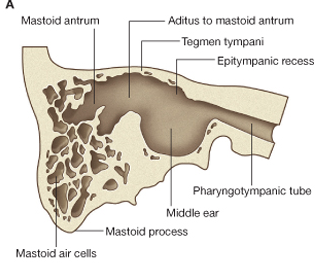 A
Mastoid antrum
Aditus to mastoid antrum
Tegmen tympani
Epitympanic recess
Pharyngotympanic tube
Middle ear
Mastoid process
Mastoid air cells